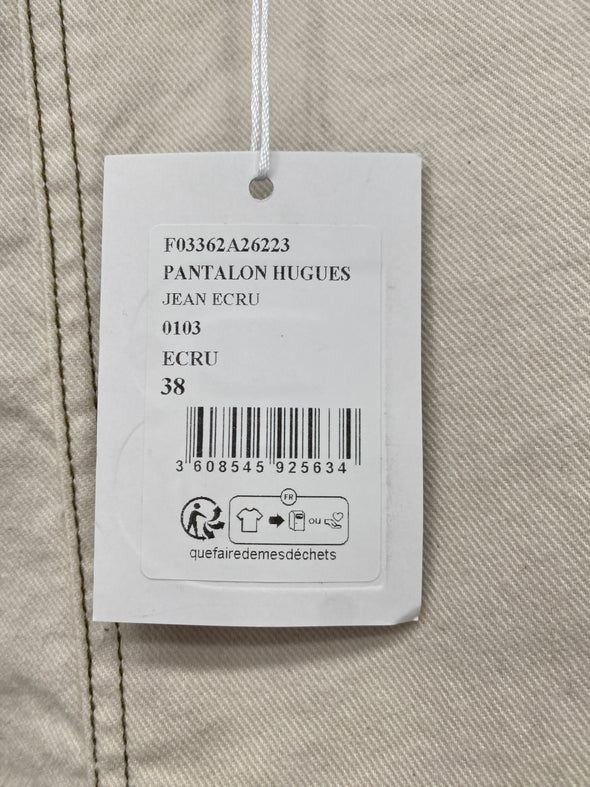 F03362A26223
PANTALON HUGUES
JEAN ECRU
0103
ECRU
38
3 608545 925634
FR
ou
quefairedemesdéchets